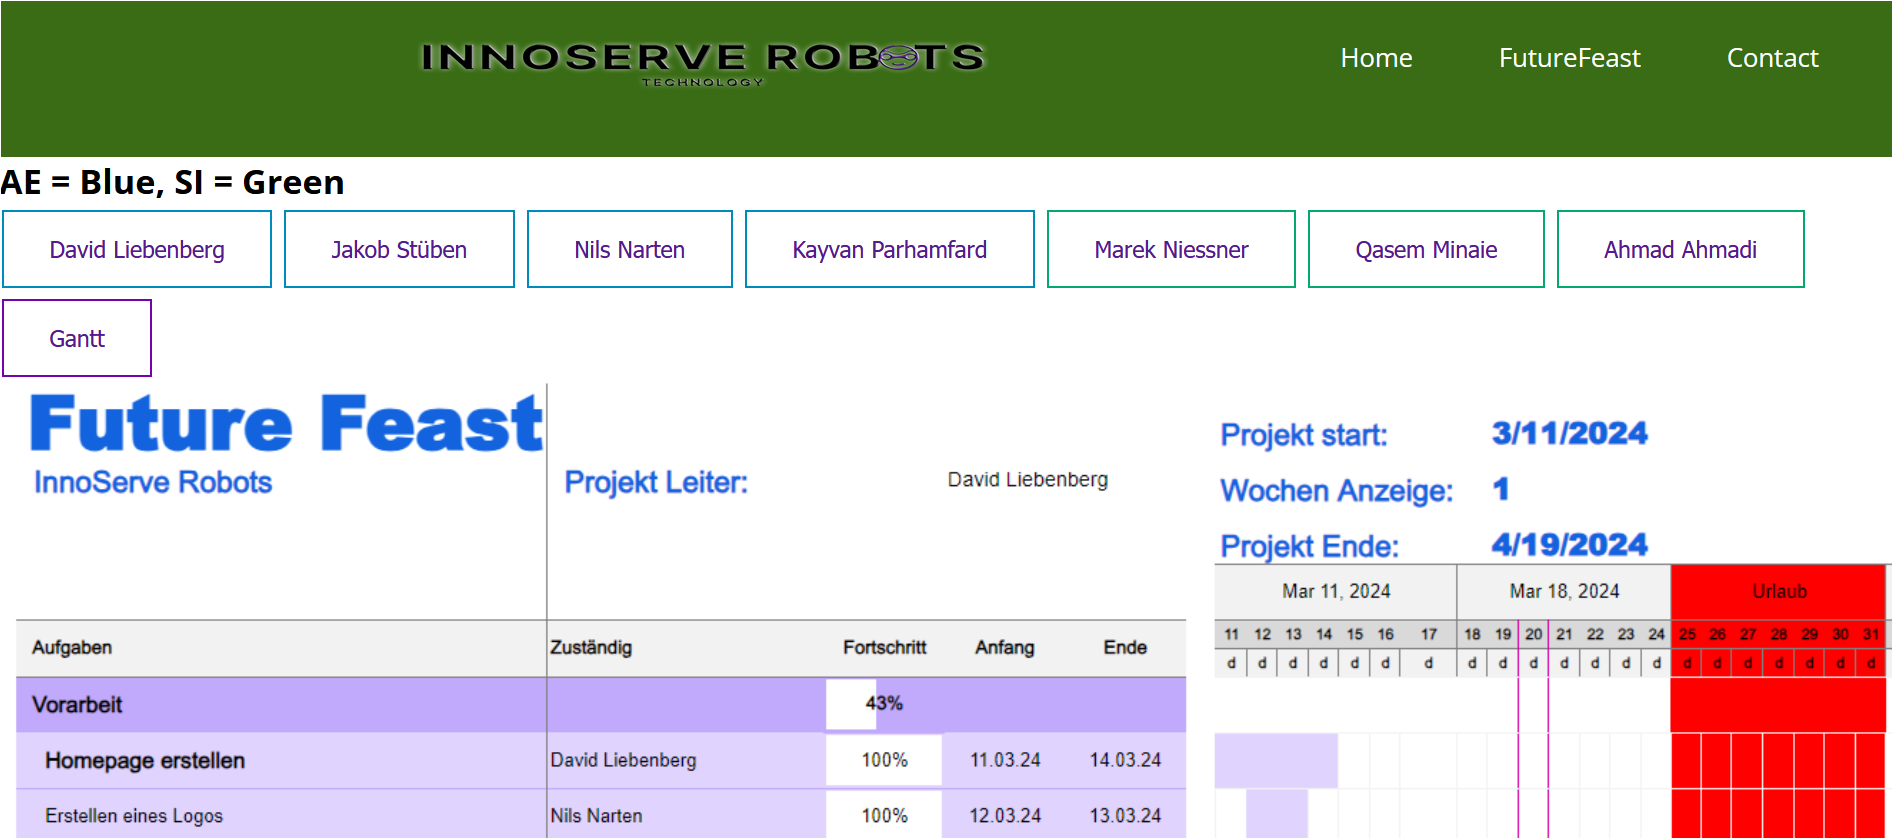 INNOSERVE ROBOTS
TECHNOLOGY
Home FutureFeast Contact
AE = Blue, SI = Green
David Liebenberg Jakob Stüben Nils Narten Kayvan Parhamfard Marek Niessner Qasem Minaie Ahmad Ahmadi
Gantt
Future Feast
InnoServe Robots
Projekt Leiter: David Liebenberg
Projekt start: 3/11/2024
Wochen Anzeige: 1
Projekt Ende: 4/19/2024
Mar 11, 2024 Mar 18, 2024 Urlaub
Aufgaben Zuständig Fortschritt Anfang Ende
11 12 13 14 15 16 17 18 19 20 21 22 23 24 25 26 27 28 29 30 31
d d d d d d d d d d d d d d d d d d d d d
Vorarbeit 43%
Homepage erstellen David Liebenberg 100% 11.03.24 14.03.24
Erstellen eines Logos Nils Narten 100% 12.03.24 13.03.24